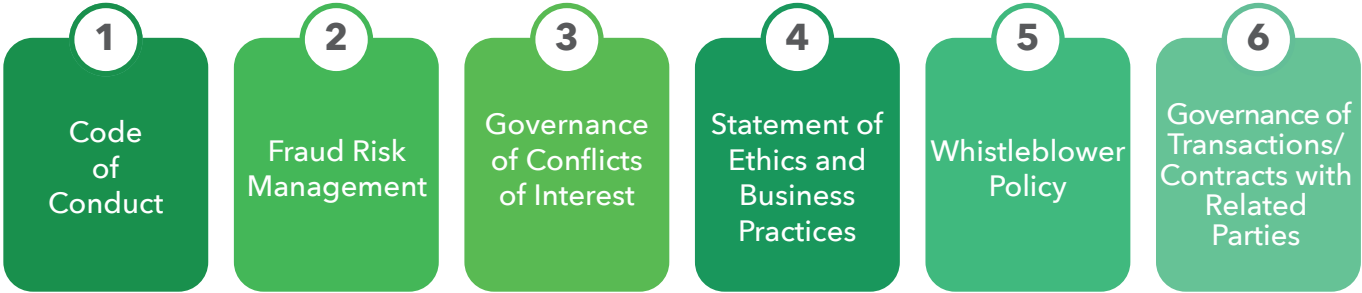 1
Code
of
Conduct
2
Fraud Risk
Management
3
Governance
of Conflicts
of Interest
4
Statement of
Ethics and
Business
Practices
5
Whistleblower
Policy
6
Governance of
Transactions/
Contracts with
Related
Parties